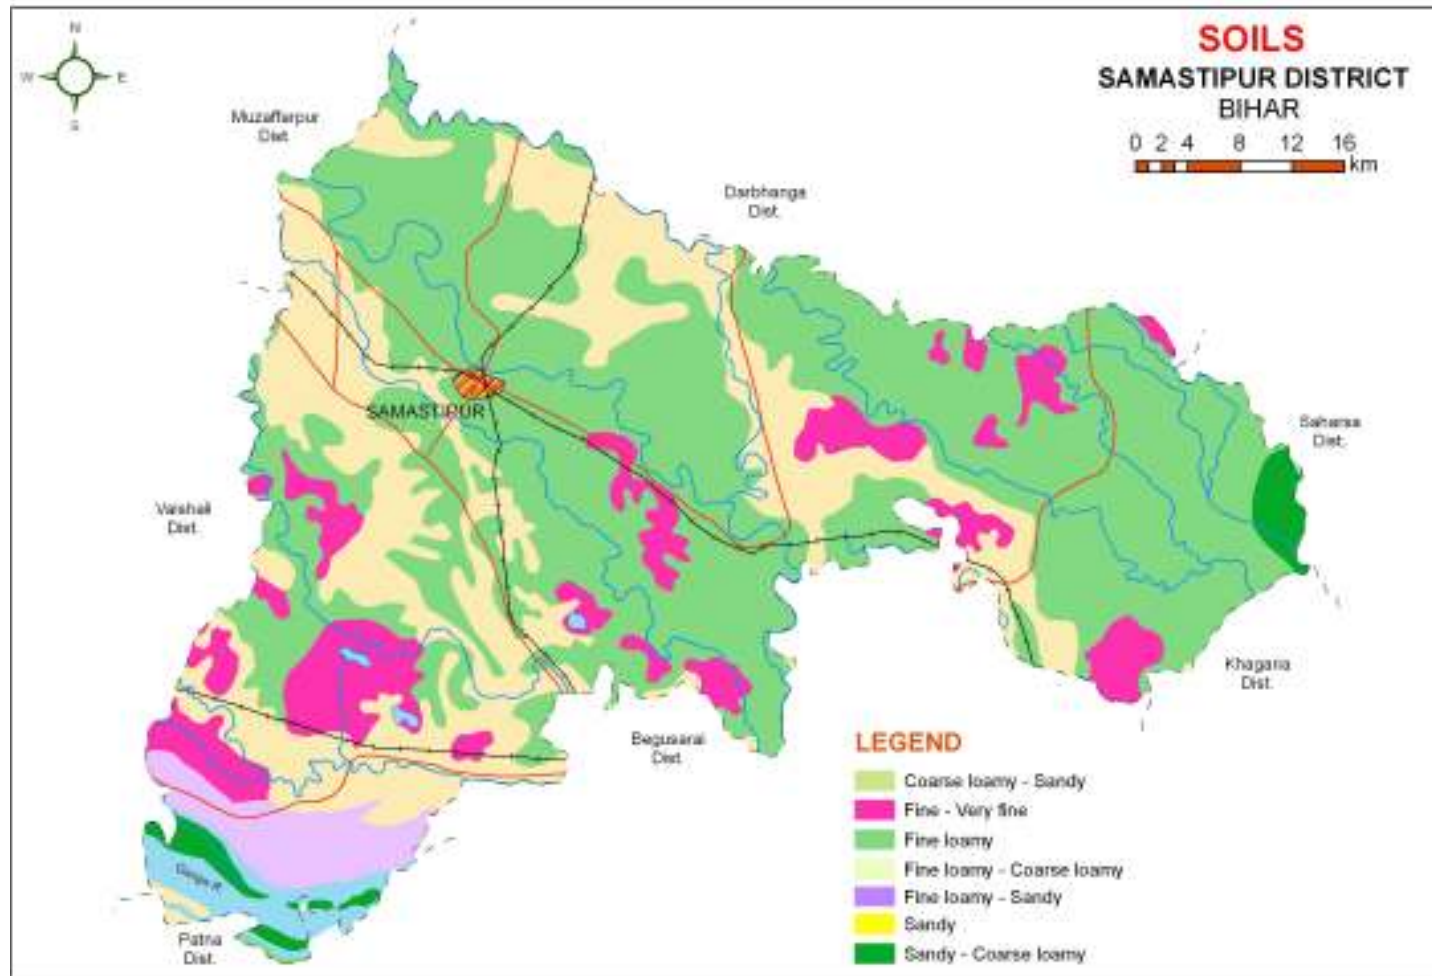 N
W E
S
SOILS
SAMASTIPUR DISTRICT
BIHAR
0 2 4 8 12 16
km
Muzaffarpur
Dist.
Darbhanga
Dist.
Saharsa
Dist.
SAMASTIPUR
Vaishali
Dist.
Khagaria
Dist.
Begusarai
Dist.
Ganga R
Patna
Dist.
LEGEND
Coarse loamy - Sandy
Fine - Very fine
Fine loamy
Fine loamy - Coarse loamy
Fine loamy - Sandy
Sandy
Sandy - Coarse loamy